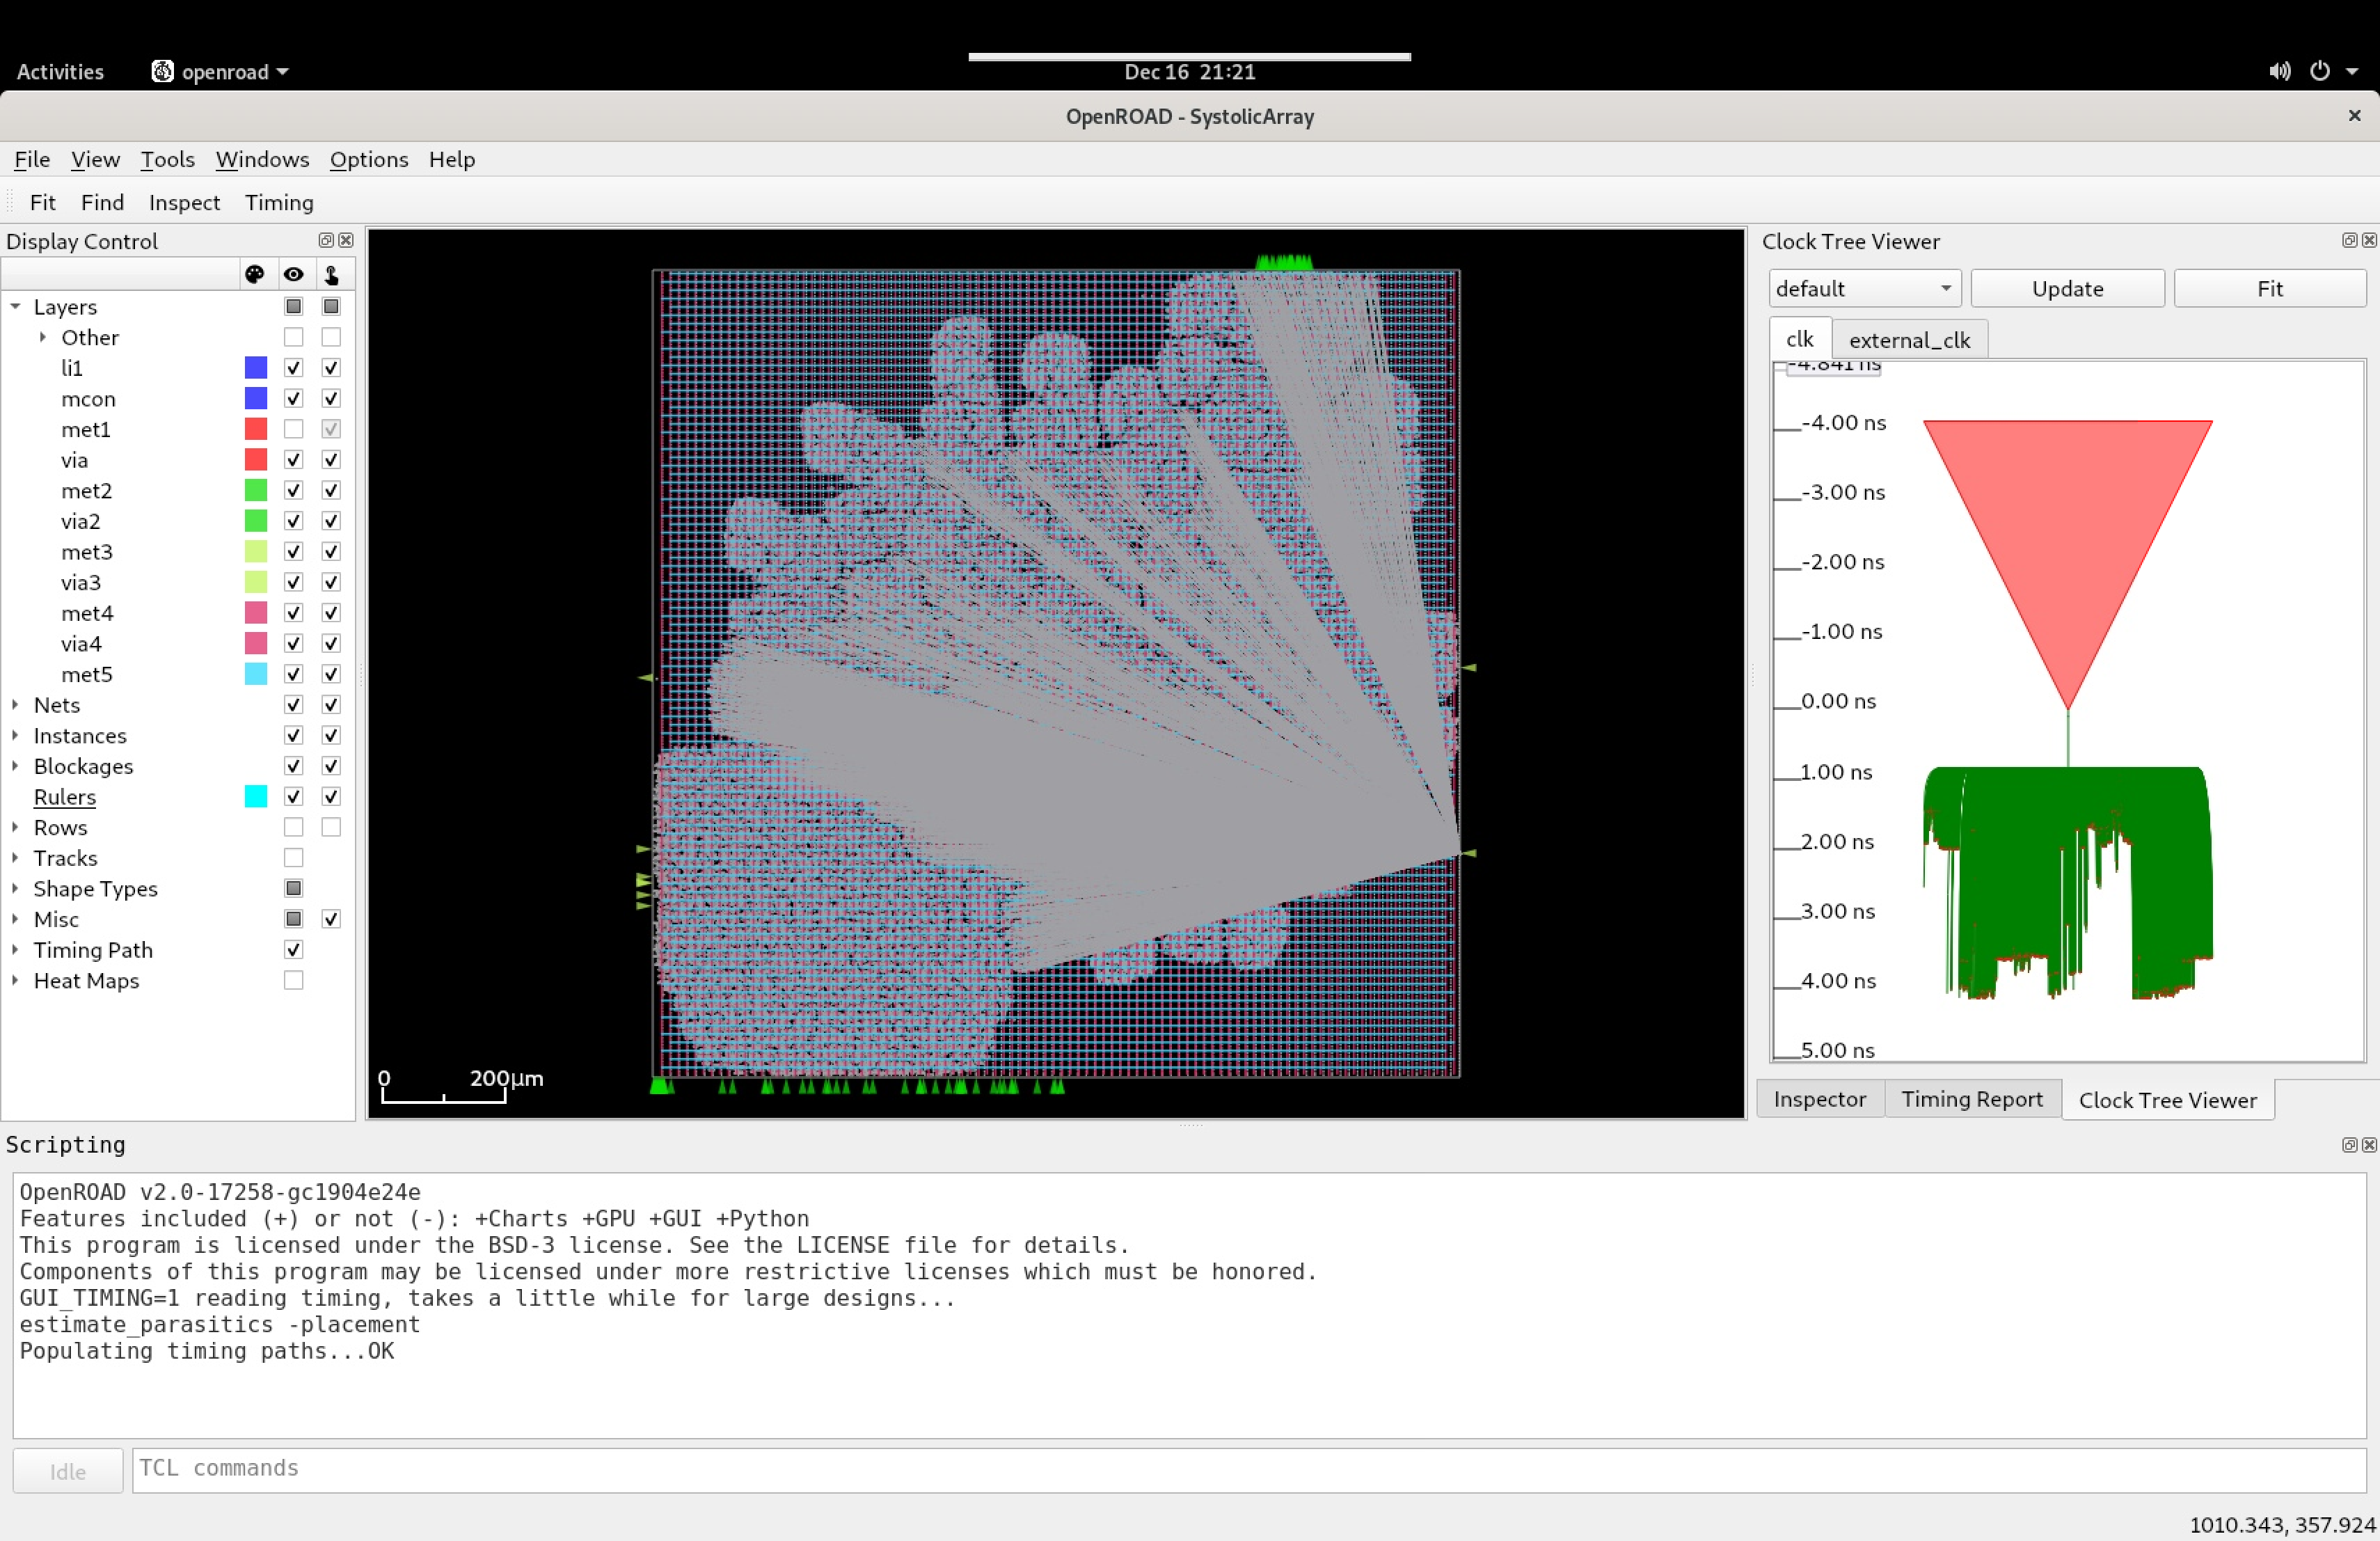 Activities openroad Dec 16 21:21
OpenROAD - SystolicArray
File View Tools Windows Options Help
Fit Find Inspect Timing
Display Control
Layers
Other
li1
mcon
met1
via
met2
via2
met3
via3
met4
via4
met5
Nets
Instances
Blockages
Rulers
Rows
Tracks
Shape Types
Misc
Timing Path
Heat Maps
0 200µm
Clock Tree Viewer
default Update Fit
clk external_clk
-4.841 ns
-4.00 ns
-3.00 ns
-2.00 ns
-1.00 ns
0.00 ns
1.00 ns
2.00 ns
3.00 ns
4.00 ns
5.00 ns
Inspector Timing Report Clock Tree Viewer
Scripting
OpenROAD v2.0-17258-gc1904e24e
Features included (+) or not (-): +Charts +GPU +GUI +Python
This program is licensed under the BSD-3 license. See the LICENSE file for details.
Components of this program may be licensed under more restrictive licenses which must be honored.
GUI_TIMING=1 reading timing, takes a little while for large designs...
estimate_parasitics -placement
Populating timing paths...OK
Idle TCL commands
1010.343, 357.924